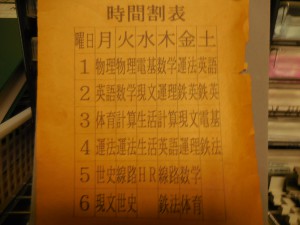 時間割表
曜日月火水木金土
1物理物理電基数学運法英語
2英語数学現文運理鉄英鉄英
3体育計算生活計算現文電基
4運法運法生活英語運理鉄法
5世史線路HR線路数学
6現文世史 鉄法体育